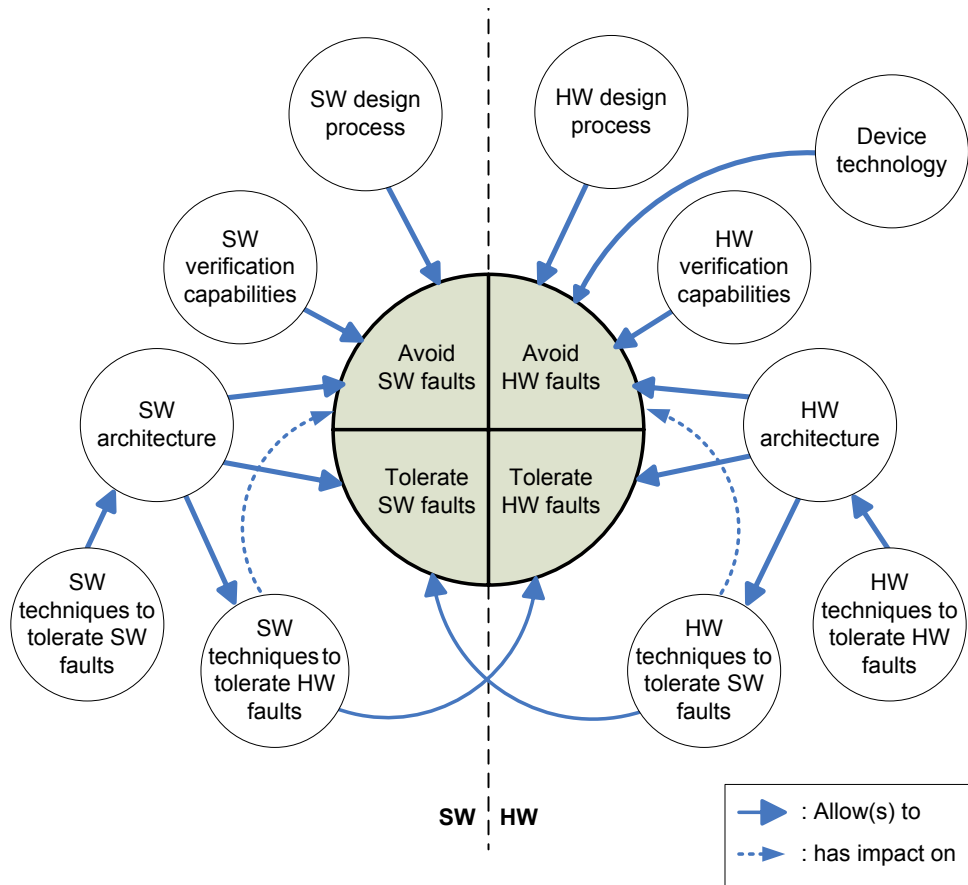 SW design
process
HW design
process
Device
technology
SW
verification
capabilities
HW
verification
capabilities
Avoid
SW faults
Avoid
HW faults
SW
architecture
HW
architecture
Tolerate
SW faults
Tolerate
HW faults
SW
techniques to
tolerate SW
faults
SW
techniques to
tolerate HW
faults
HW
techniques to
tolerate SW
faults
HW
techniques to
tolerate HW
faults
SW
HW
: Allow(s) to
: has impact on